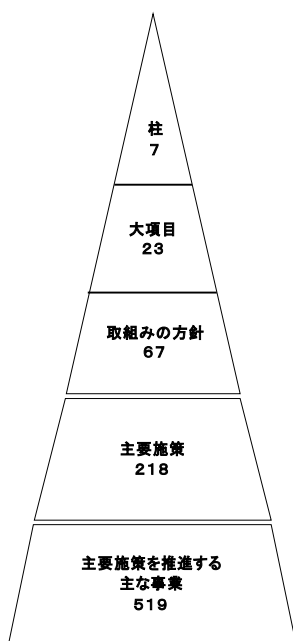 柱
7
大項目
23
取組みの方針
67
主要施策
218
主要施策を推進する
主な事業
519